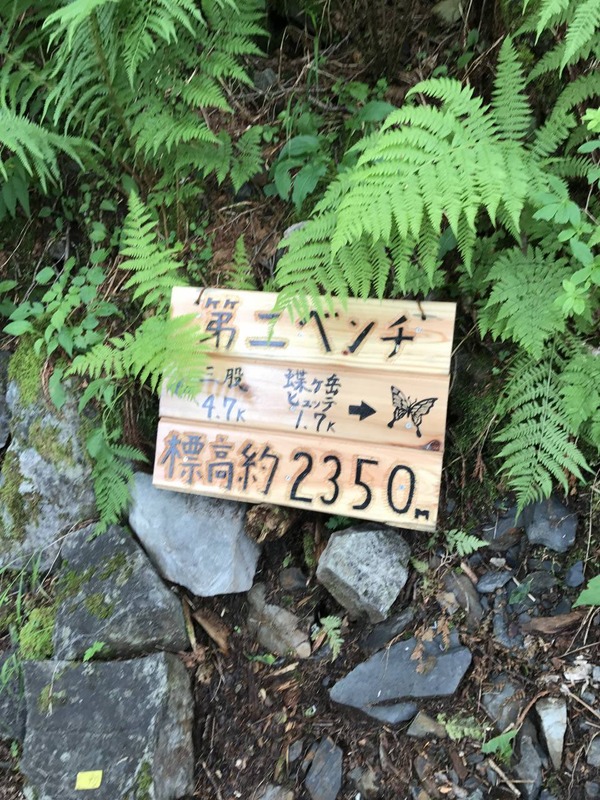 第二ベンチ
三股 蝶ヶ岳
ヒュッテ
4.7K 1.7K
標高約2350m